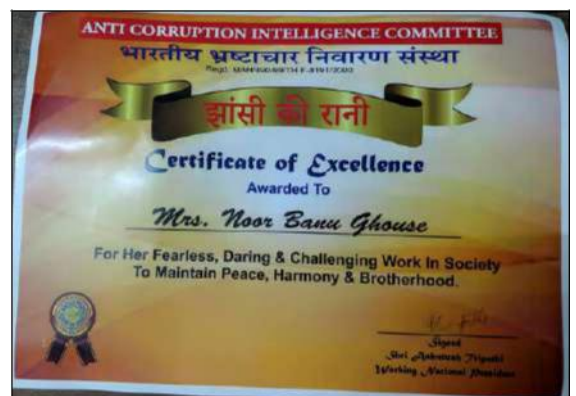 ANTI CORRUPTION INTELLIGENCE COMMITTEE
भारतीय भ्रष्टाचार निवारण संस्था
झांसी की रानी
Certificate of Excellence
Awarded To
Mrs. Noor Banu Ghouse
For Her Fearless, Daring & Challenging Work In Society
To Maintain Peace, Harmony & Brotherhood.
Signed
Shri Tripathi
Working National President